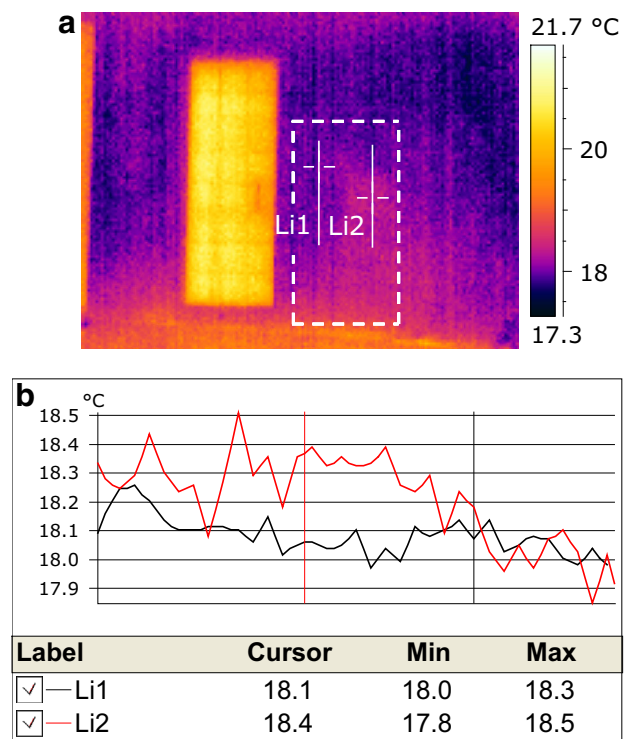 a
21.7 °C
20
18
17.3
Li1 Li2
b
°C
18.5
18.4
18.3
18.2
18.1
18.0
17.9
Label Cursor Min Max
Li1 18.1 18.0 18.3
Li2 18.4 17.8 18.5